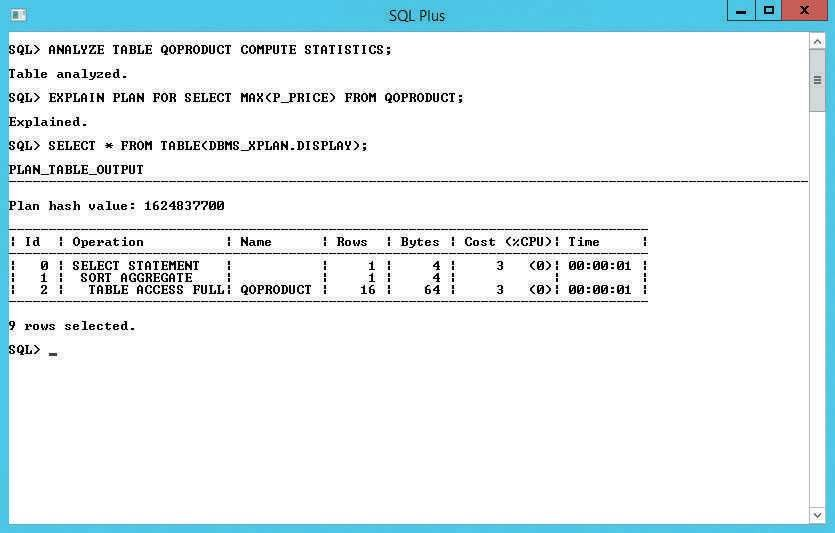 SQL Plus
SQL> ANALYZE TABLE QOPRODUCT COMPUTE STATISTICS;
Table analyzed.
SQL> EXPLAIN PLAN FOR SELECT MAX(P_PRICE) FROM QOPRODUCT;
Explained.
SQL> SELECT * FROM TABLE(DBMS_XPLAN.DISPLAY);
PLAN_TABLE_OUTPUT
Plan hash value: 1624837700
| Id | Operation | Name | Rows | Bytes | Cost (%CPU)| Time |
| 0 | SELECT STATEMENT | | 1 | 4 | 3 (0)| 00:00:01 |
| 1 | SORT AGGREGATE | | 1 | 4 | | |
| 2 | TABLE ACCESS FULL| QOPRODUCT | 16 | 64 | 3 (0)| 00:00:01 |
9 rows selected.
SQL> _